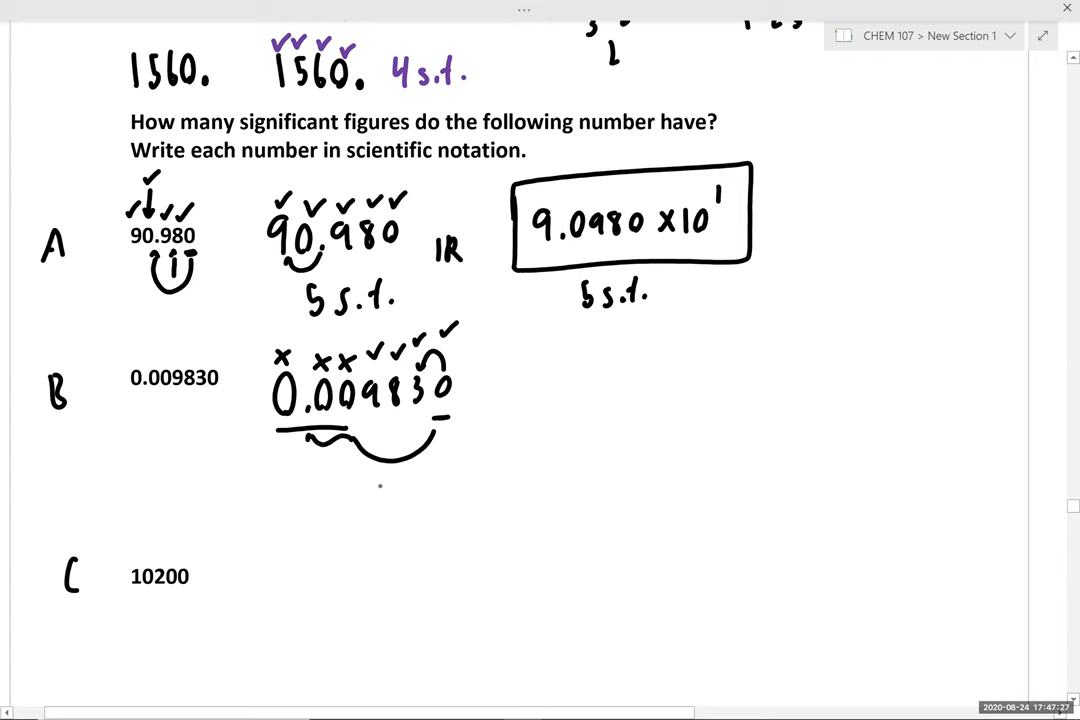 CHEM 107 > New Section 1
1560. 1560. 4 s.f.
How many significant figures do the following number have?
Write each number in scientific notation.
A 90.980 90.980 1R 9.0980 x 10^1
5 s.f. 5 s.f.
B 0.009830 0.009830
C 10200
2020-08-24 17:47:27